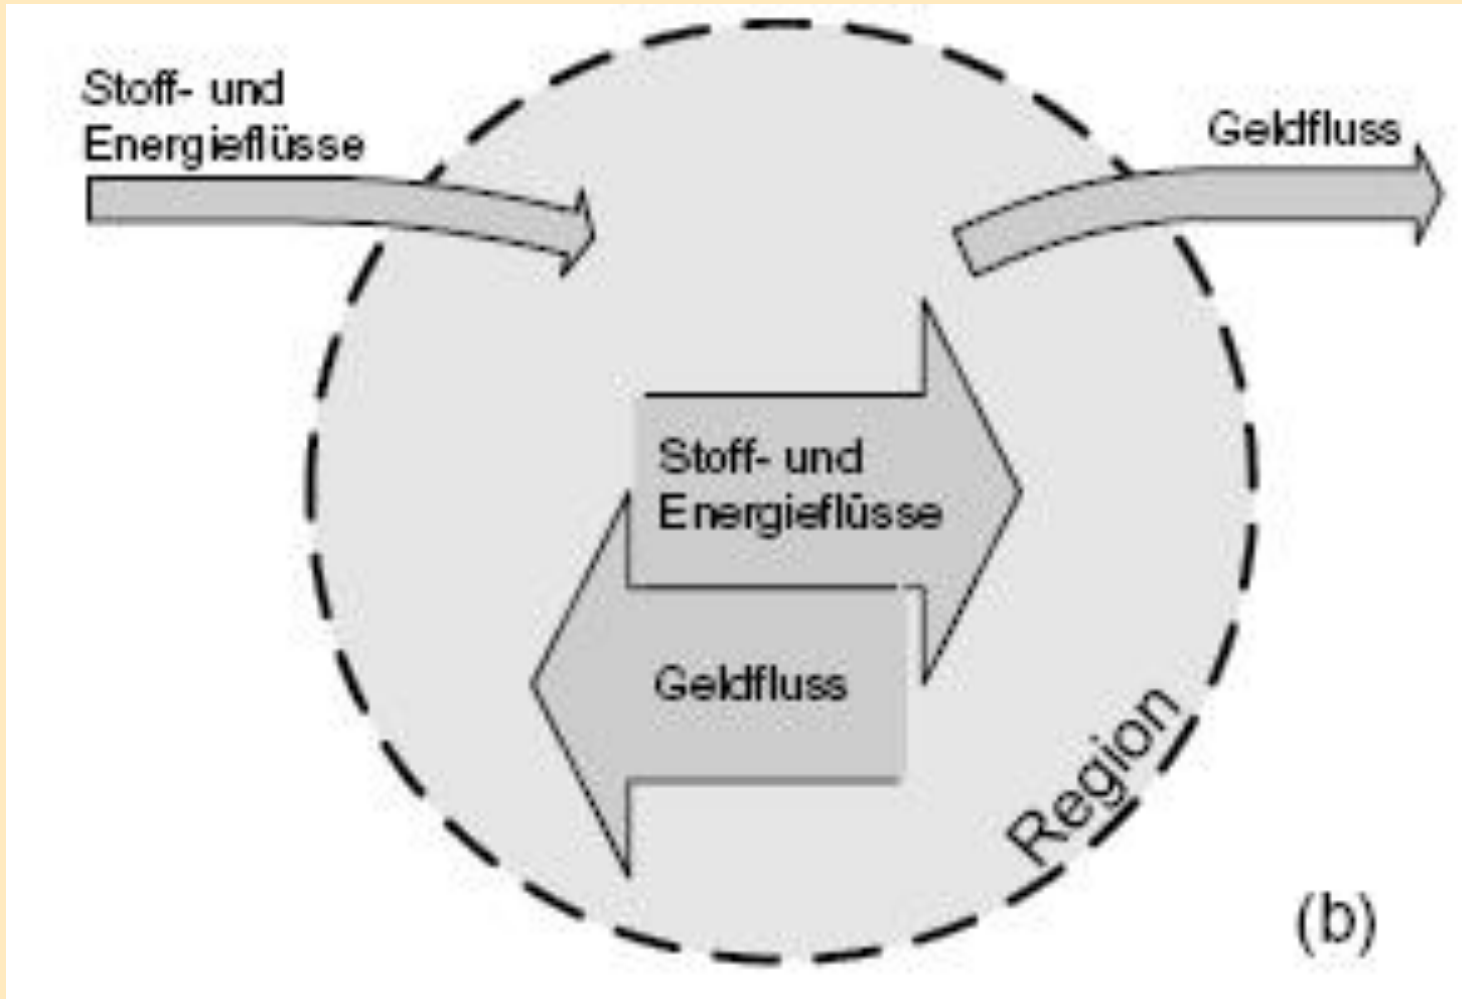 Stoff- und
Energieflüsse
Geldfluss
Stoff- und
Energieflüsse
Geldfluss
Region
(b)